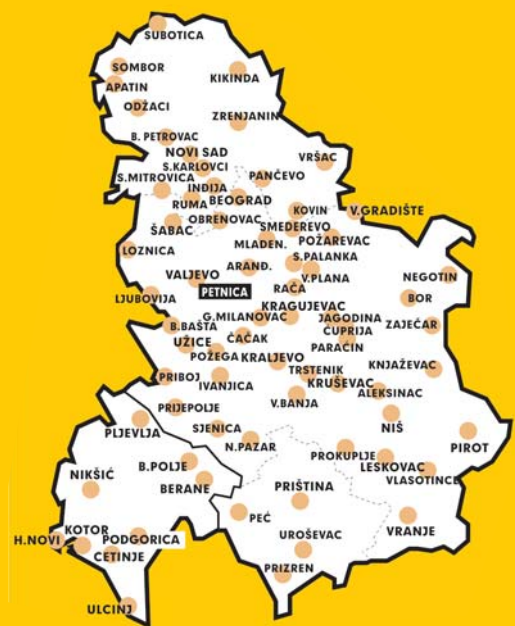 SUBOTICA
SOMBOR
KIKINDA
APATIN
ODŽACI
ZRENJANIN
B. PETROVAC
NOVI SAD
VRŠAC
S.KARLOVCI
PANČEVO
S.MITROVICA
INĐIJA
RUMA
BEOGRAD
KOVIN
V.GRADIŠTE
OBRENOVAC
ŠABAC
SMEDEREVO
MLADEN.
POŽAREVAC
LOZNICA
S.PALANKA
ARANĐ.
VALJEVO
V.PLANA
NEGOTIN
RAČA
PETNICA
LJUBOVIJA
BOR
KRAGUJEVAC
G.MILANOVAC
JAGODINA
B.BAŠTA
ZAJEČAR
ĆUPRIJA
ČAČAK
UŽICE
PARAĆIN
POŽEGA
KRALJEVO
KNJAŽEVAC
TRSTENIK
PRIBOJ
IVANJICA
KRUŠEVAC
ALEKSINAC
V.BANJA
PRIJEPOLJE
PLJEVLJA
SJENICA
NIŠ
PIROT
N.PAZAR
PROKUPLJE
LESKOVAC
B.POLJE
NIKŠIĆ
VLASOTINCE
BERANE
PRIŠTINA
PEĆ
VRANJE
KOTOR
H.NOVI
PODGORICA
UROŠEVAC
CETINJE
PRIZREN
ULCINJ